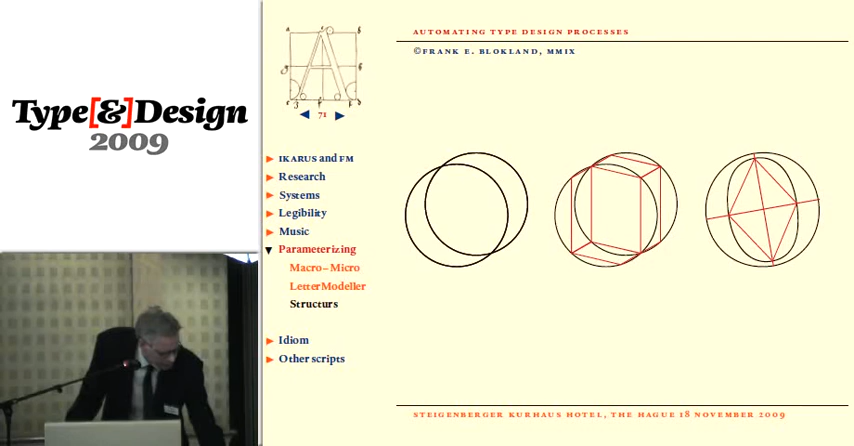 Type[&]Design
2009
71
IKARUS and FM
Research
Systems
Legibility
Music
Parameterizing
Macro–Micro
LetterModeller
Structurs
Idiom
Other scripts
AUTOMATING TYPE DESIGN PROCESSES
©FRANK E. BLOKLAND, MMIX
STEIGENBERGER KURHAUS HOTEL, THE HAGUE 18 NOVEMBER 2009